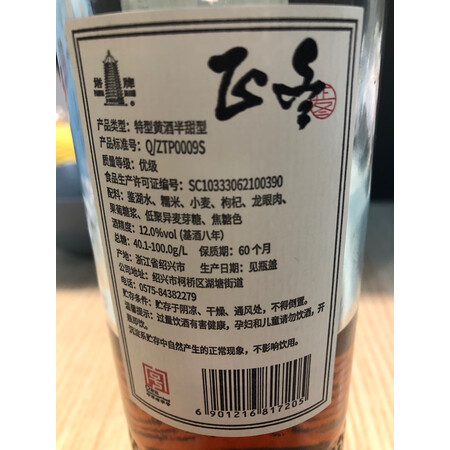 塔牌
正冬
产品类型：特型黄酒半甜型
产品标准号：Q/ZTP0009S
质量等级：优级
食品生产许可证编号：SC10333062100390
配料：鉴湖水、糯米、小麦、枸杞、龙眼肉、
果葡糖浆、低聚异麦芽糖、焦糖色
酒精度：12.0%vol (基酒八年)
总糖：40.1-100.0g/L 保质期：60个月
产地：浙江省绍兴市 生产日期：见瓶盖
公司地址：绍兴市柯桥区湖塘街道
电话：0575-84382279
贮存条件：贮存于阴凉、干燥、通风处，不得倒置。
温馨提示：过量饮酒有害健康，孕妇和儿童请勿饮酒，开
瓶即饮。
沉淀系贮存中自然产生的正常现象，不影响饮用。
6 901216 817205